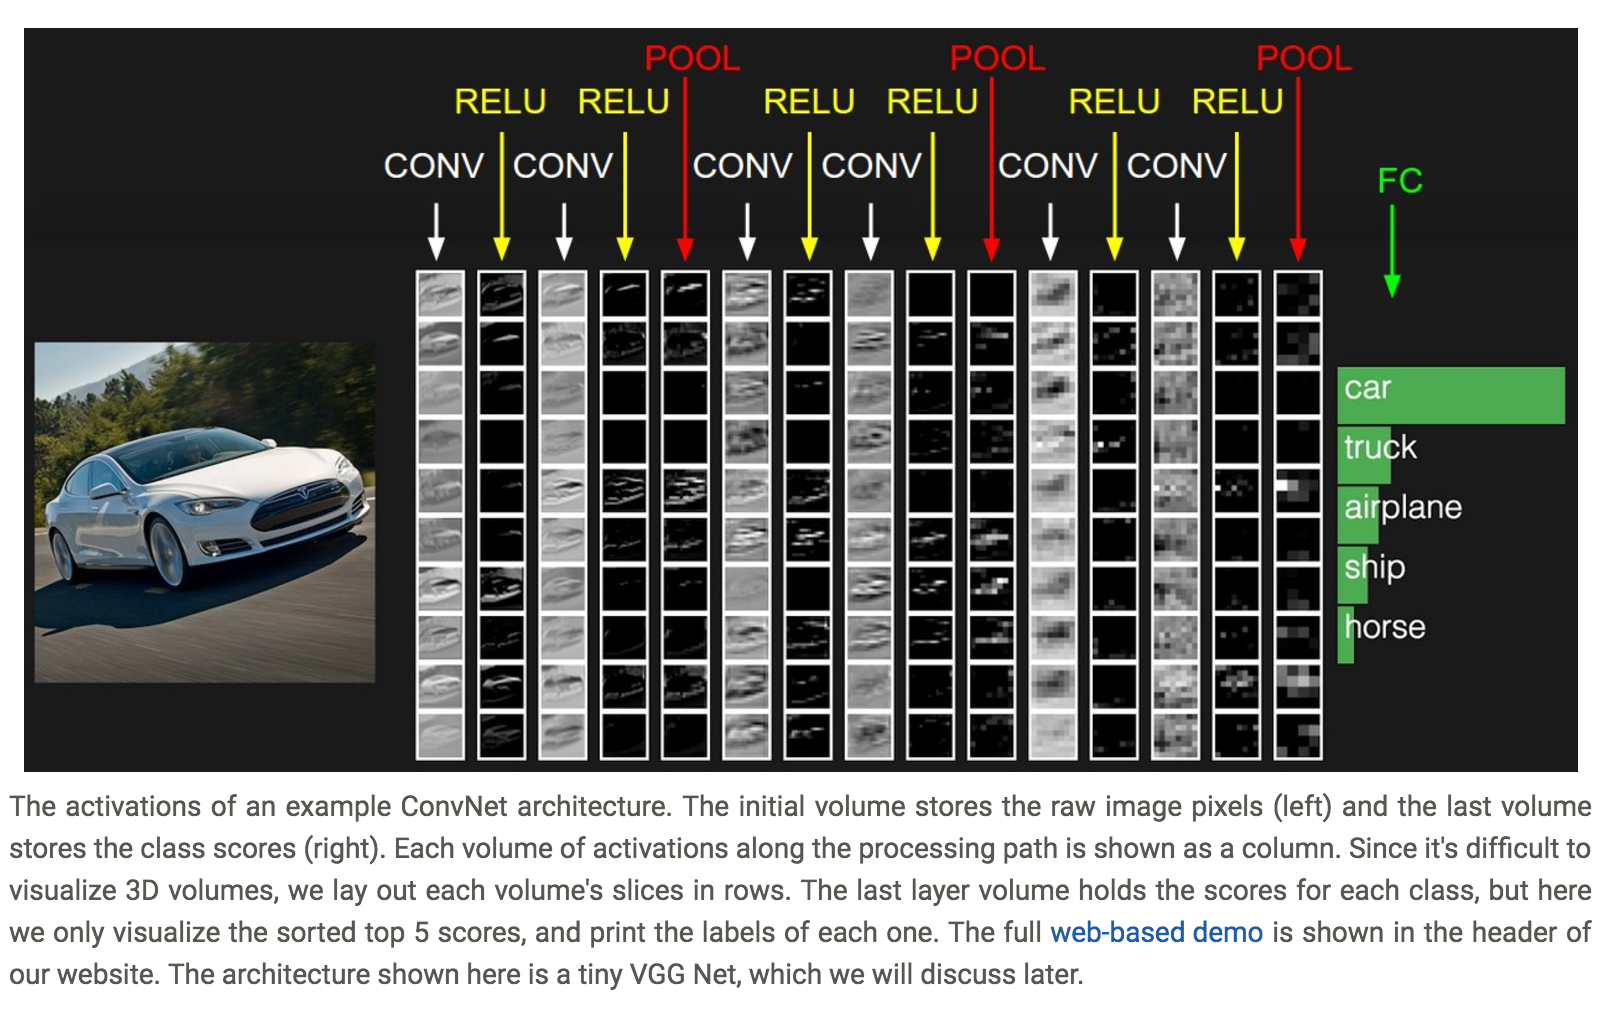 POOL POOL POOL
RELU RELU RELU RELU RELU RELU
CONV CONV CONV CONV CONV CONV
FC
car
truck
airplane
ship
horse
The activations of an example ConvNet architecture. The initial volume stores the raw image pixels (left) and the last volume
stores the class scores (right). Each volume of activations along the processing path is shown as a column. Since it's difficult to
visualize 3D volumes, we lay out each volume's slices in rows. The last layer volume holds the scores for each class, but here
we only visualize the sorted top 5 scores, and print the labels of each one. The full web-based demo is shown in the header of
our website. The architecture shown here is a tiny VGG Net, which we will discuss later.